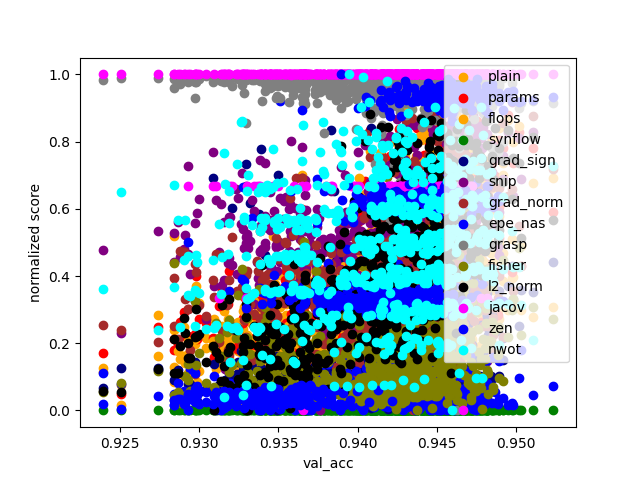 1.0
0.8
0.6
0.4
0.2
0.0
normalized score
0.925
0.930
0.935
0.940
0.945
0.950
val_acc
plain
params
flops
synflow
grad_sign
snip
grad_norm
epe_nas
grasp
fisher
l2_norm
jacov
zen
nwot